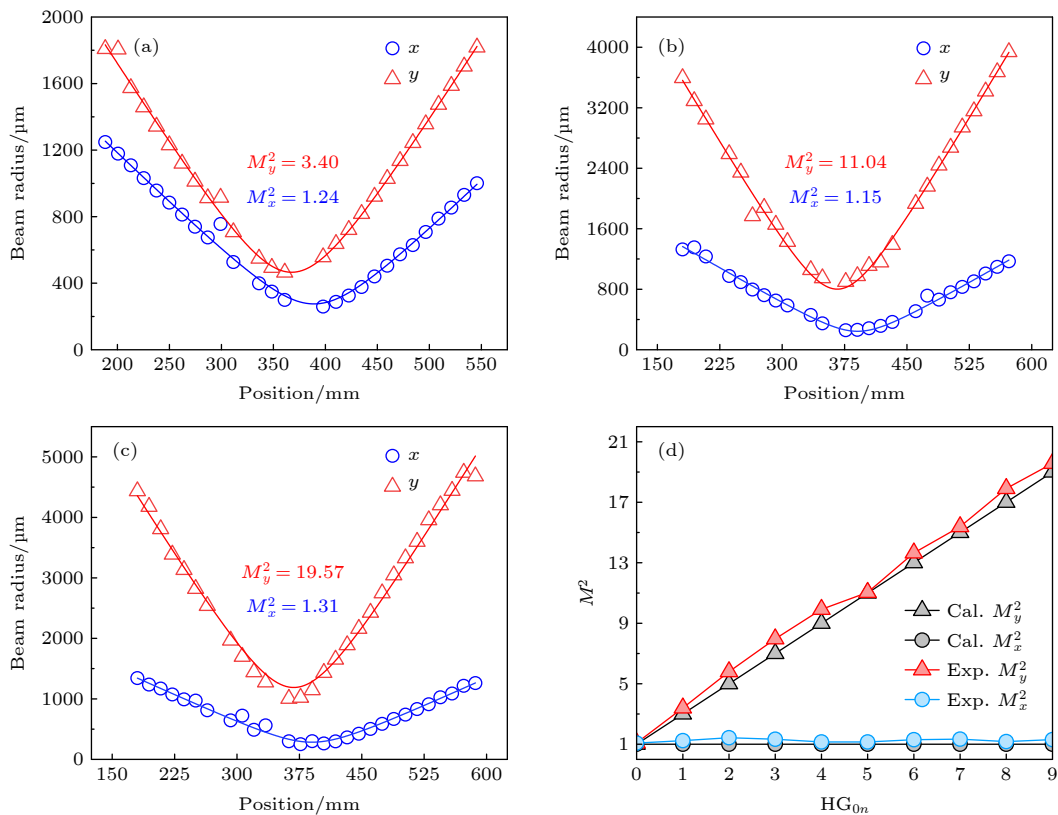 (a)
x
y
M_y^2 = 3.40
M_x^2 = 1.24
2000
1600
1200
800
400
0
Beam radius/µm
200 250 300 350 400 450 500 550
Position/mm
(b)
x
y
M_y^2 = 11.04
M_x^2 = 1.15
4000
3200
2400
1600
800
0
Beam radius/µm
150 225 300 375 450 525 600
Position/mm
(c)
x
y
M_y^2 = 19.57
M_x^2 = 1.31
5000
4000
3000
2000
1000
0
Beam radius/µm
150 225 300 375 450 525 600
Position/mm
(d)
21
17
13
9
5
1
M^2
Cal. M_y^2
Cal. M_x^2
Exp. M_y^2
Exp. M_x^2
0 1 2 3 4 5 6 7 8 9
HG_{0n}